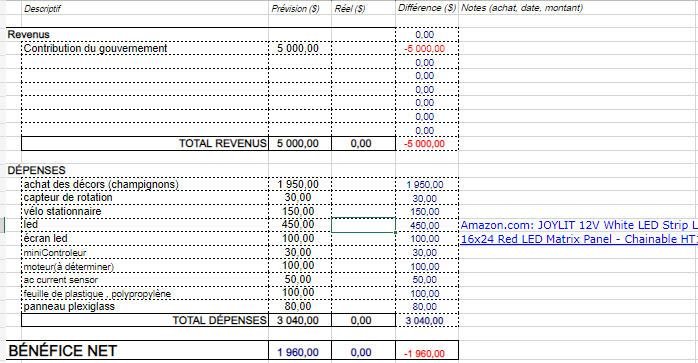 Descriptif Prévision ($) Réel ($) Différence ($) Notes (achat, date, montant)
Revenus 0,00
Contribution du gouvernement 5 000,00 -5 000,00
0,00
0,00
0,00
0,00
0,00
0,00
TOTAL REVENUS 5 000,00 0,00 -5 000,00
DÉPENSES
achat des décors (champignons) 1 950,00 1 950,00
capteur de rotation 30,00 30,00
vélo stationnaire 150,00 150,00
led 450,00 450,00 Amazon.com: JOYLIT 12V White LED Strip L
écran led 100,00 100,00 16x24 Red LED Matrix Panel - Chainable HT1
miniControleur 30,00 30,00
moteur(à déterminer) 100,00 100,00
ac current sensor 50,00 50,00
feuille de plastique , polypropylène 100,00 100,00
panneau plexiglass 80,00 80,00
TOTAL DÉPENSES 3 040,00 0,00 3 040,00
BÉNÉFICE NET 1 960,00 0,00 -1 960,00